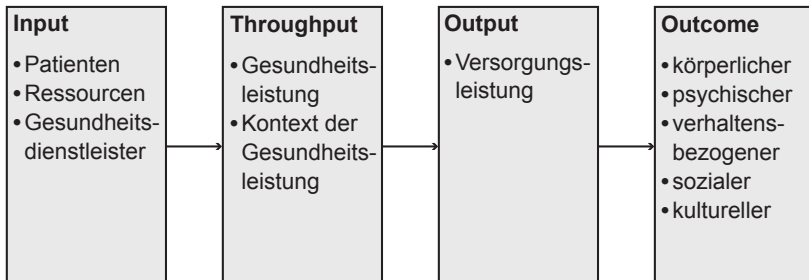 Input
• Patienten
• Ressourcen
• Gesundheits-
dienstleister
Throughput
• Gesundheits-
leistung
• Kontext der
Gesundheits-
leistung
Output
• Versorgungs-
leistung
Outcome
• körperlicher
• psychischer
• verhaltens-
bezogener
• sozialer
• kultureller